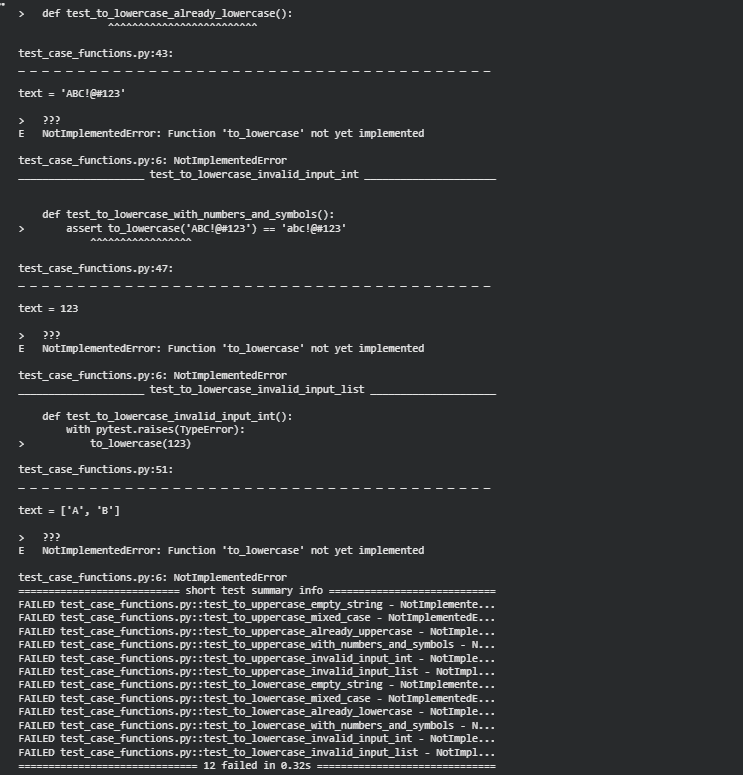 >   def test_to_lowercase_already_lowercase():
               ^^^^^^^^^^^^^^^^^^^^^^^^^
test_case_functions.py:43:
_ _ _ _ _ _ _ _ _ _ _ _ _ _ _ _ _ _ _ _ _ _ _ _ _ _ _ _ _ _ _ _ _ _ _ _ _ _ _ _
text = 'ABC!@#123'
>   ???
E   NotImplementedError: Function 'to_lowercase' not yet implemented
test_case_functions.py:6: NotImplementedError
_____________________ test_to_lowercase_invalid_input_int ______________________
    def test_to_lowercase_with_numbers_and_symbols():
>       assert to_lowercase('ABC!@#123') == 'abc!@#123'
            ^^^^^^^^^^^^^^^^^
test_case_functions.py:47:
_ _ _ _ _ _ _ _ _ _ _ _ _ _ _ _ _ _ _ _ _ _ _ _ _ _ _ _ _ _ _ _ _ _ _ _ _ _ _ _
text = 123
>   ???
E   NotImplementedError: Function 'to_lowercase' not yet implemented
test_case_functions.py:6: NotImplementedError
_____________________ test_to_lowercase_invalid_input_list _____________________
    def test_to_lowercase_invalid_input_int():
        with pytest.raises(TypeError):
>           to_lowercase(123)
test_case_functions.py:51:
_ _ _ _ _ _ _ _ _ _ _ _ _ _ _ _ _ _ _ _ _ _ _ _ _ _ _ _ _ _ _ _ _ _ _ _ _ _ _ _
text = ['A', 'B']
>   ???
E   NotImplementedError: Function 'to_lowercase' not yet implemented
test_case_functions.py:6: NotImplementedError
=========================== short test summary info ============================
FAILED test_case_functions.py::test_to_uppercase_empty_string - NotImplemente...
FAILED test_case_functions.py::test_to_uppercase_mixed_case - NotImplementedE...
FAILED test_case_functions.py::test_to_uppercase_already_uppercase - NotImple...
FAILED test_case_functions.py::test_to_uppercase_with_numbers_and_symbols - N...
FAILED test_case_functions.py::test_to_uppercase_invalid_input_int - NotImple...
FAILED test_case_functions.py::test_to_uppercase_invalid_input_list - NotImpl...
FAILED test_case_functions.py::test_to_lowercase_empty_string - NotImplemente...
FAILED test_case_functions.py::test_to_lowercase_mixed_case - NotImplementedE...
FAILED test_case_functions.py::test_to_lowercase_already_lowercase - NotImple...
FAILED test_case_functions.py::test_to_lowercase_with_numbers_and_symbols - N...
FAILED test_case_functions.py::test_to_lowercase_invalid_input_int - NotImple...
FAILED test_case_functions.py::test_to_lowercase_invalid_input_list - NotImpl...
============================== 12 failed in 0.32s ==============================